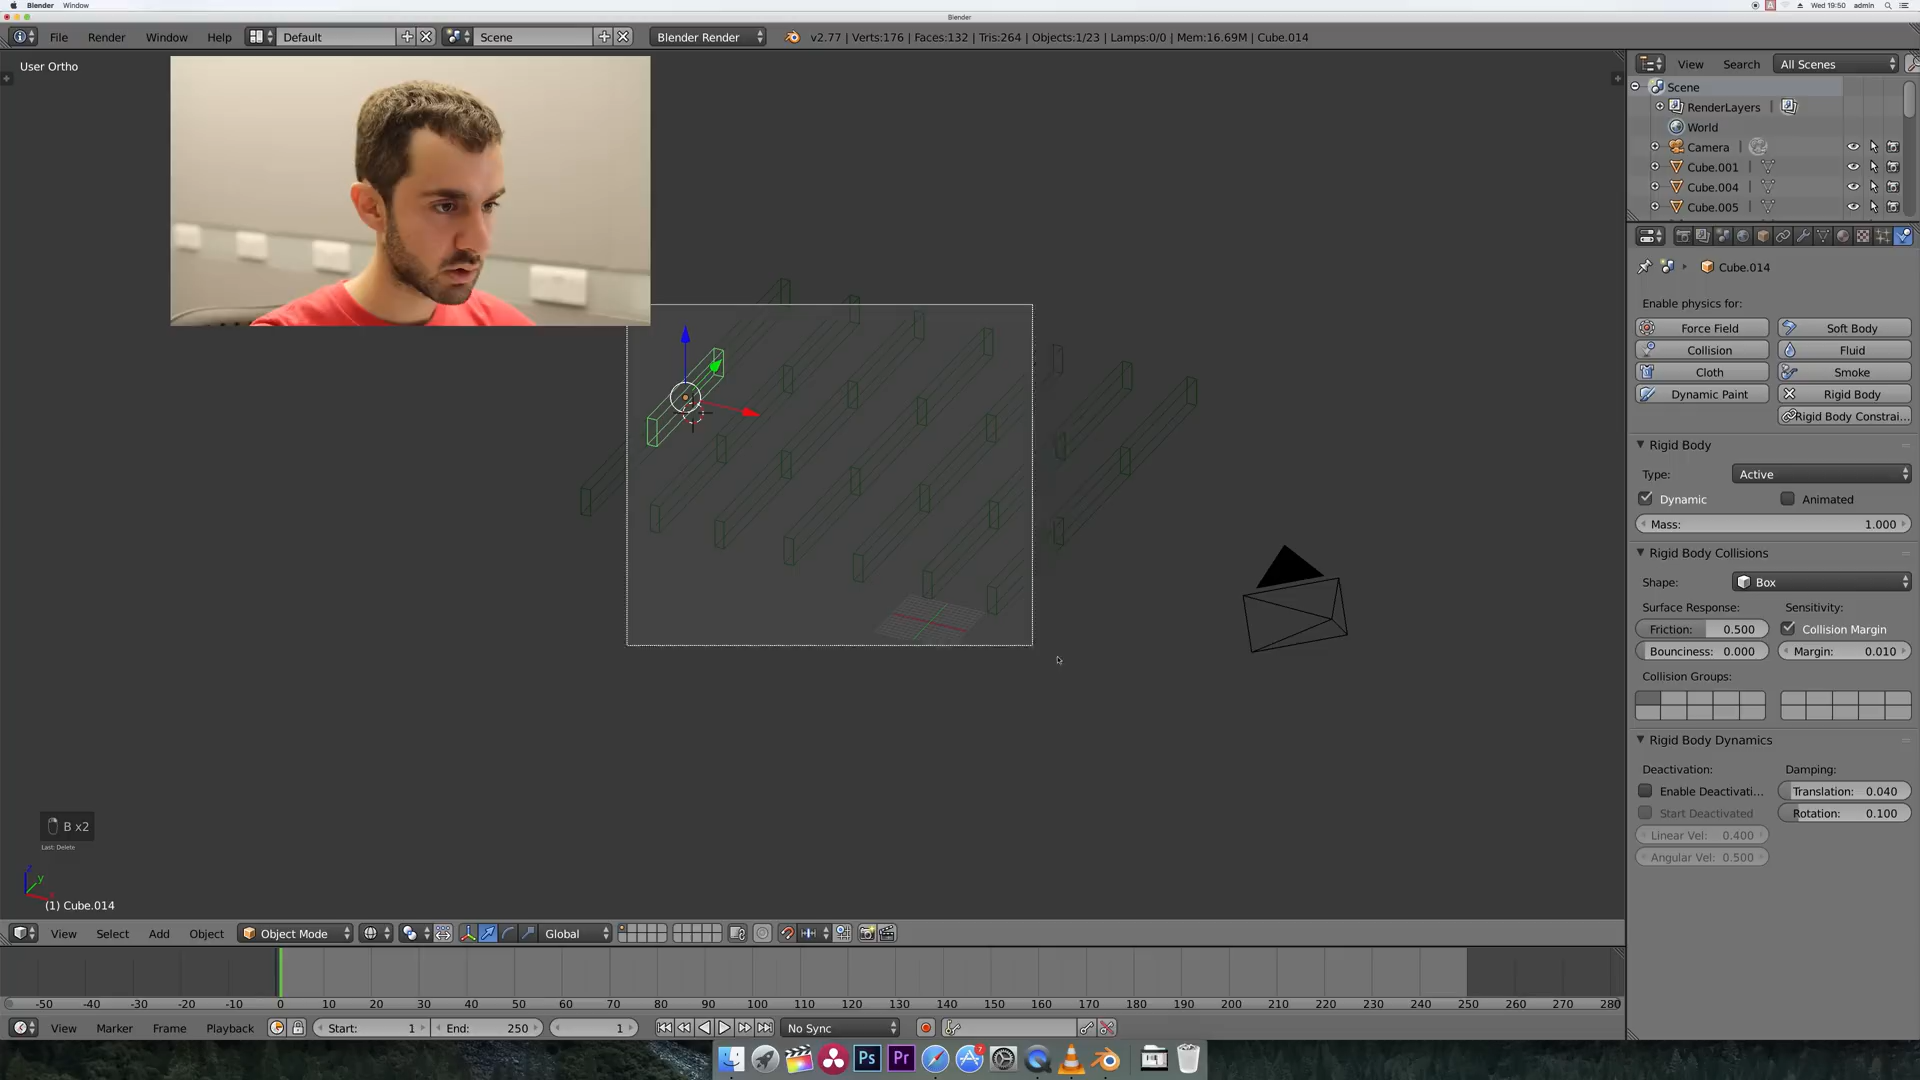 Blender Window
Wed 19:50 admin
Blender
File Render Window Help Default Scene Blender Render v2.77 | Verts:176 | Faces:132 | Tris:264 | Objects:1/23 | Lamps:0/0 | Mem:16.69M | Cube.014
User Ortho
View Search All Scenes
Scene
RenderLayers
World
Camera
Cube.001
Cube.004
Cube.005
Cube.014
Enable physics for:
Force Field Soft Body
Collision Fluid
Cloth Smoke
Dynamic Paint Rigid Body
Rigid Body Constrai...
Rigid Body
Type: Active
Dynamic Animated
Mass: 1.000
Rigid Body Collisions
Shape: Box
Surface Response: Sensitivity:
Friction: 0.500 Collision Margin
Bounciness: 0.000 Margin: 0.010
Collision Groups:
Rigid Body Dynamics
Deactivation: Damping:
Enable Deactivati... Translation: 0.040
Start Deactivated Rotation: 0.100
Linear Vel: 0.400
Angular Vel: 0.500
B x2
Last: Delete
z
y
(1) Cube.014
View Select Add Object Object Mode Global
-50 -40 -30 -20 -10 0 10 20 30 40 50 60 70 80 90 100 110 120 130 140 150 160 170 180 190 200 210 220 230 240 250 260 270 280
View Marker Frame Playback Start: 1 End: 250 1 No Sync
Ps Pr 7